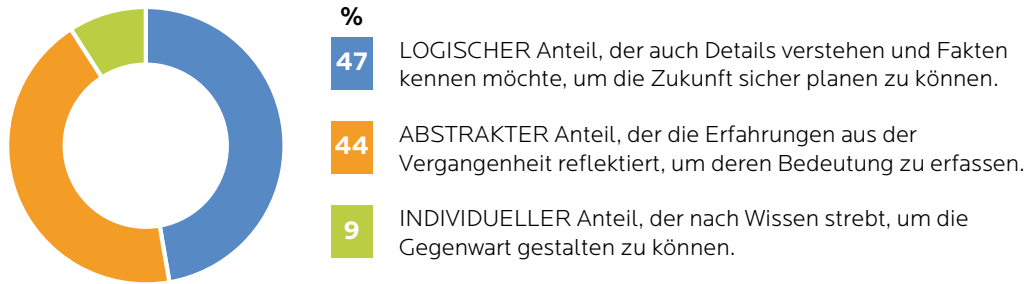 %
47
LOGISCHER Anteil, der auch Details verstehen und Fakten
kennen möchte, um die Zukunft sicher planen zu können.
44
ABSTRAKTER Anteil, der die Erfahrungen aus der
Vergangenheit reflektiert, um deren Bedeutung zu erfassen.
9
INDIVIDUELLER Anteil, der nach Wissen strebt, um die
Gegenwart gestalten zu können.